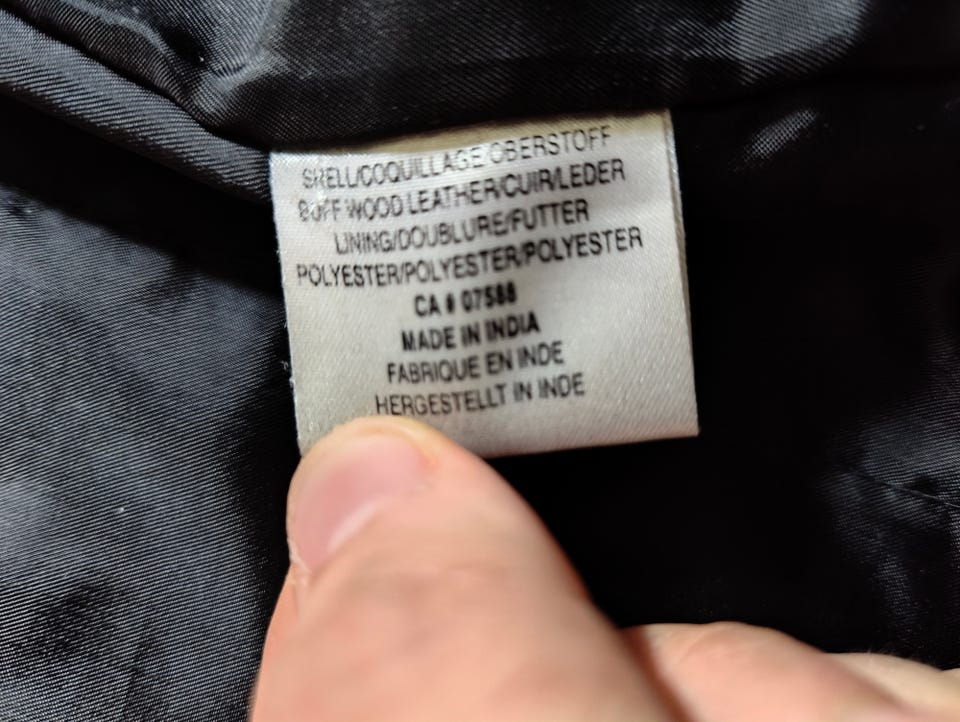 SHELL/COQUILLAGE/OBERSTOFF
BUFF WOOD LEATHER/CUIR/LEDER
LINING/DOUBLURE/FUTTER
POLYESTER/POLYESTER/POLYESTER
CA # 07588
MADE IN INDIA
FABRIQUE EN INDE
HERGESTELLT IN INDE